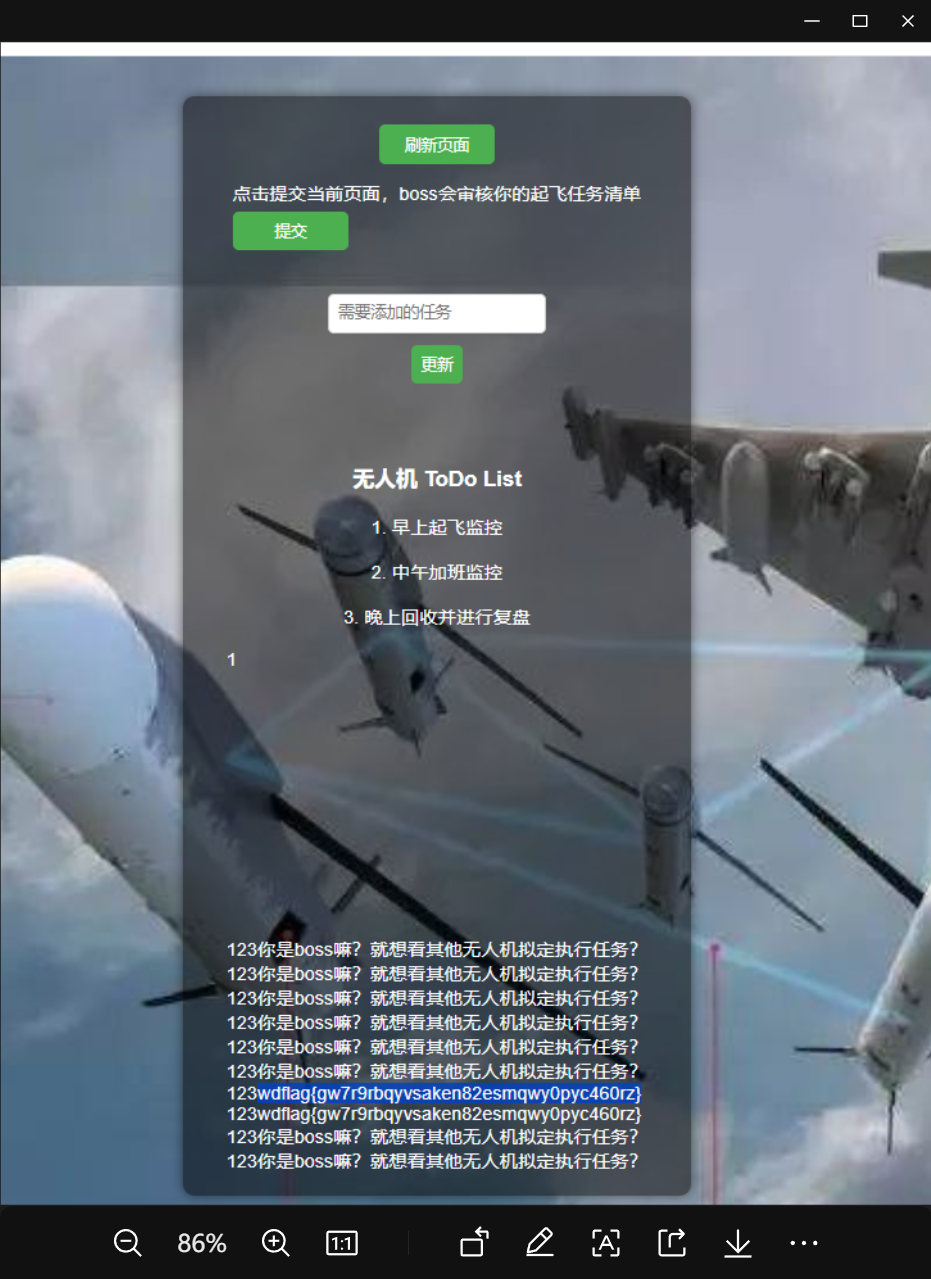 刷新页面
点击提交当前页面，boss会审核你的起飞任务清单
提交
需要添加的任务
更新
无人机 ToDo List
1. 早上起飞监控
2. 中午加班监控
3. 晚上回收并进行复盘
1
123你是boss嘛？就想看其他无人机拟定执行任务？
123你是boss嘛？就想看其他无人机拟定执行任务？
123你是boss嘛？就想看其他无人机拟定执行任务？
123你是boss嘛？就想看其他无人机拟定执行任务？
123你是boss嘛？就想看其他无人机拟定执行任务？
123你是boss嘛？就想看其他无人机拟定执行任务？
123wdflag{gw7r9rbqyvsaken82esmqwy0pyc460rz}
123wdflag{gw7r9rbqyvsaken82esmqwy0pyc460rz}
123你是boss嘛？就想看其他无人机拟定执行任务？
123你是boss嘛？就想看其他无人机拟定执行任务？
86% 1:1 A